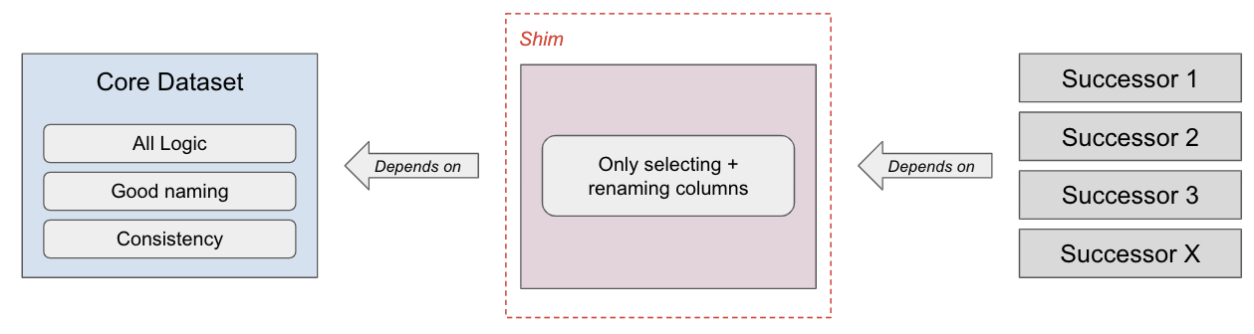 Core Dataset
All Logic
Good naming
Consistency
Depends on
Shim
Only selecting +
renaming columns
Depends on
Successor 1
Successor 2
Successor 3
Successor X